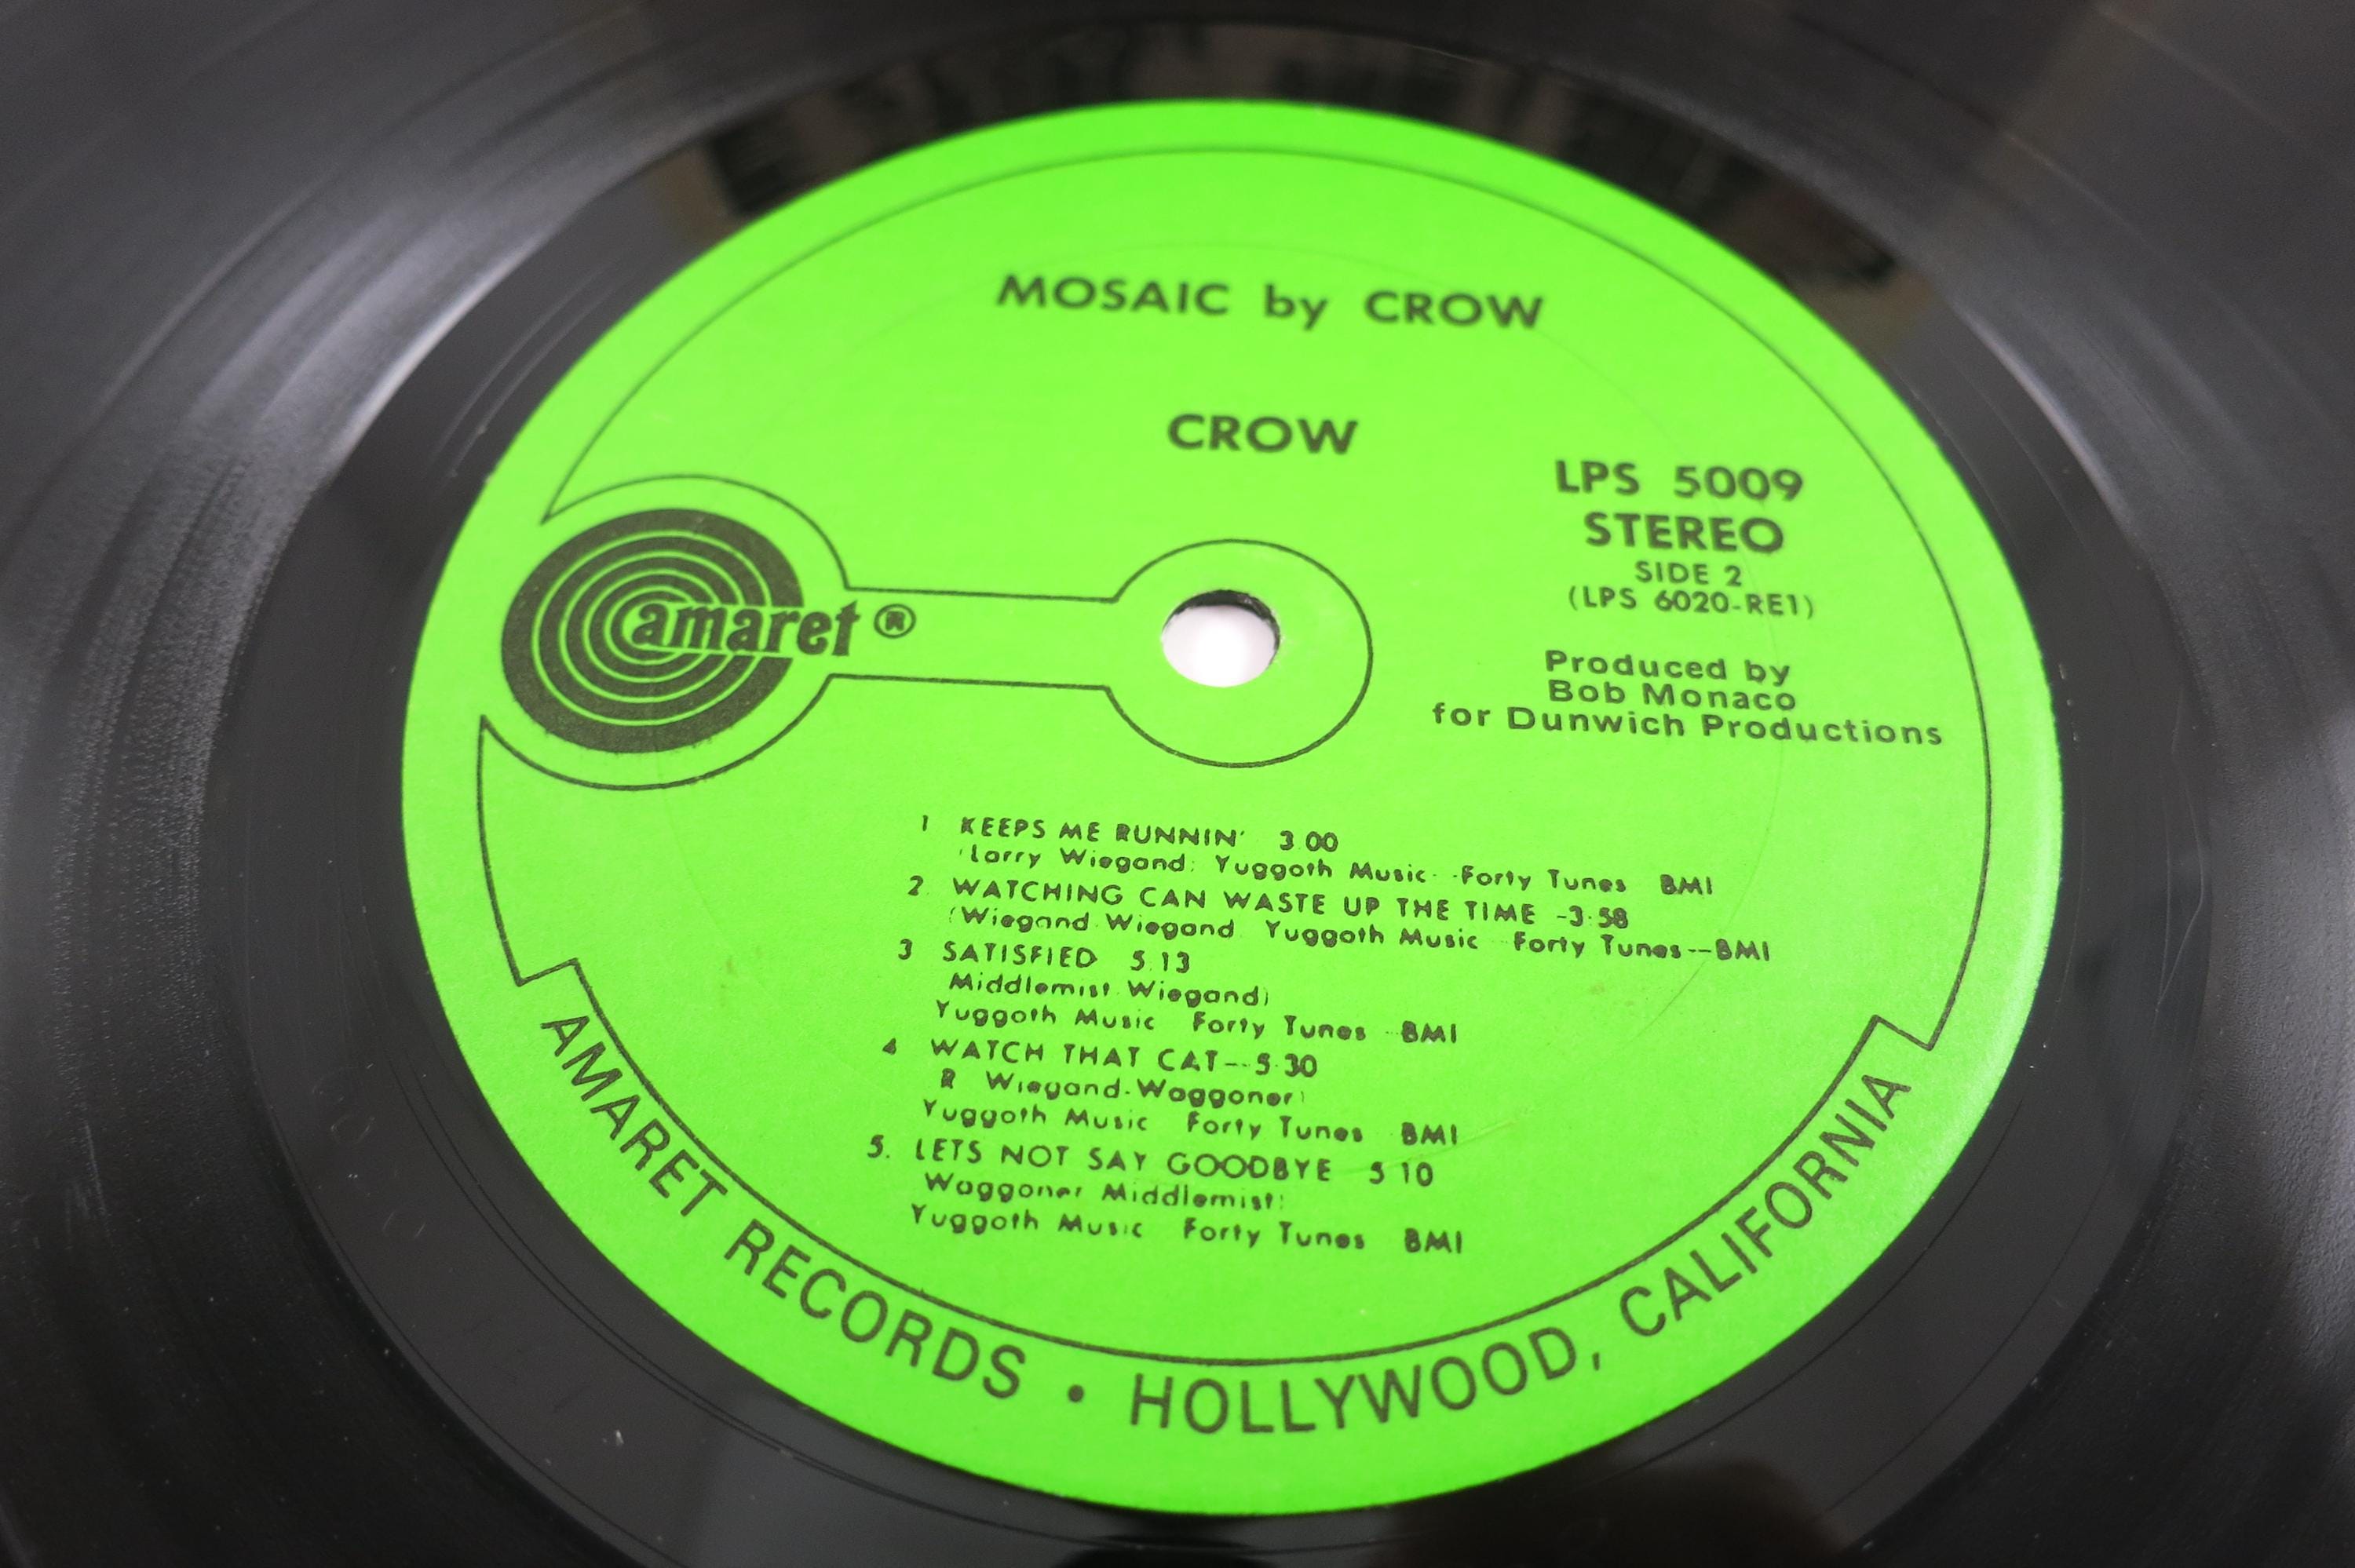 MOSAIC by CROW
CROW
LPS 5009
STEREO
SIDE 2
(LPS 6020-RE1)
amaret ®
Produced by
Bob Monaco
for Dunwich Productions
1 KEEPS ME RUNNIN' 3 00
(Larry Wiegand) Yuggoth Music - Forty Tunes BMI
2 WATCHING CAN WASTE UP THE TIME -3:58
(Wiegand Wiegand Yuggoth Music Forty Tunes--BMI
3 SATISFIED 5 13
Middlemist Wiegand)
Yuggoth Music Forty Tunes - BMI
4 WATCH THAT CAT--5:30
R Wiegand-Waggoner)
Yuggoth Music Forty Tunes BMI
5. LETS NOT SAY GOODBYE 5 10
Waggoner Middlemist)
Yuggoth Music Forty Tunes BMI
AMARET RECORDS • HOLLYWOOD, CALIFORNIA